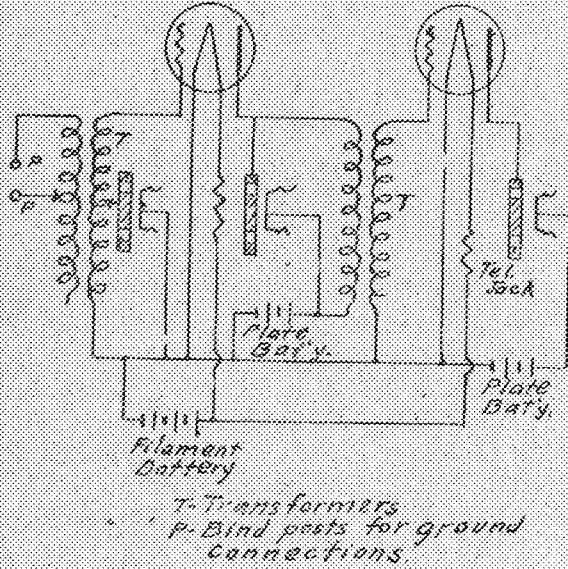 T
P
P
T
Tel.
Jack
Plate
Bat'y.
Plate
Bat'y.
Filament
Battery
T-Transformers
P-Bind posts for ground
connections.